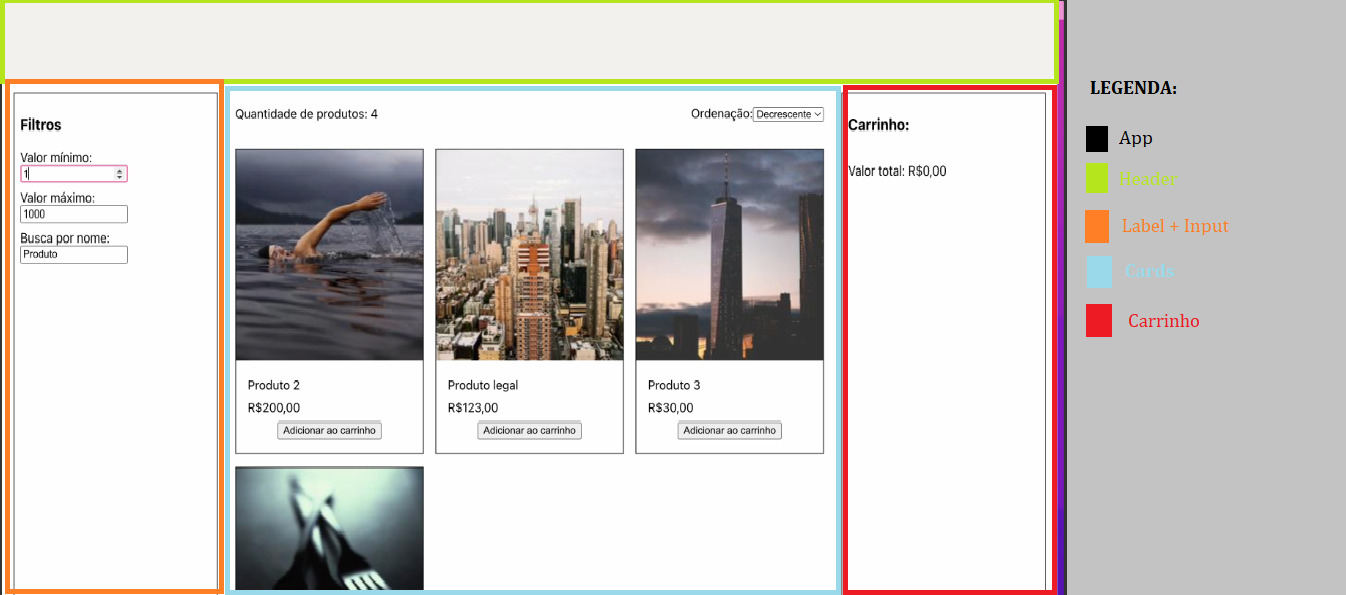 Filtros
Valor mínimo:
1
Valor máximo:
1000
Busca por nome:
Produto
Quantidade de produtos: 4
Ordenação: Decrescente
Produto 2
R$200,00
Adicionar ao carrinho
Produto legal
R$123,00
Adicionar ao carrinho
Produto 3
R$30,00
Adicionar ao carrinho
Carrinho:
Valor total: R$0,00
LEGENDA:
App
Header
Label + Input
Cards
Carrinho